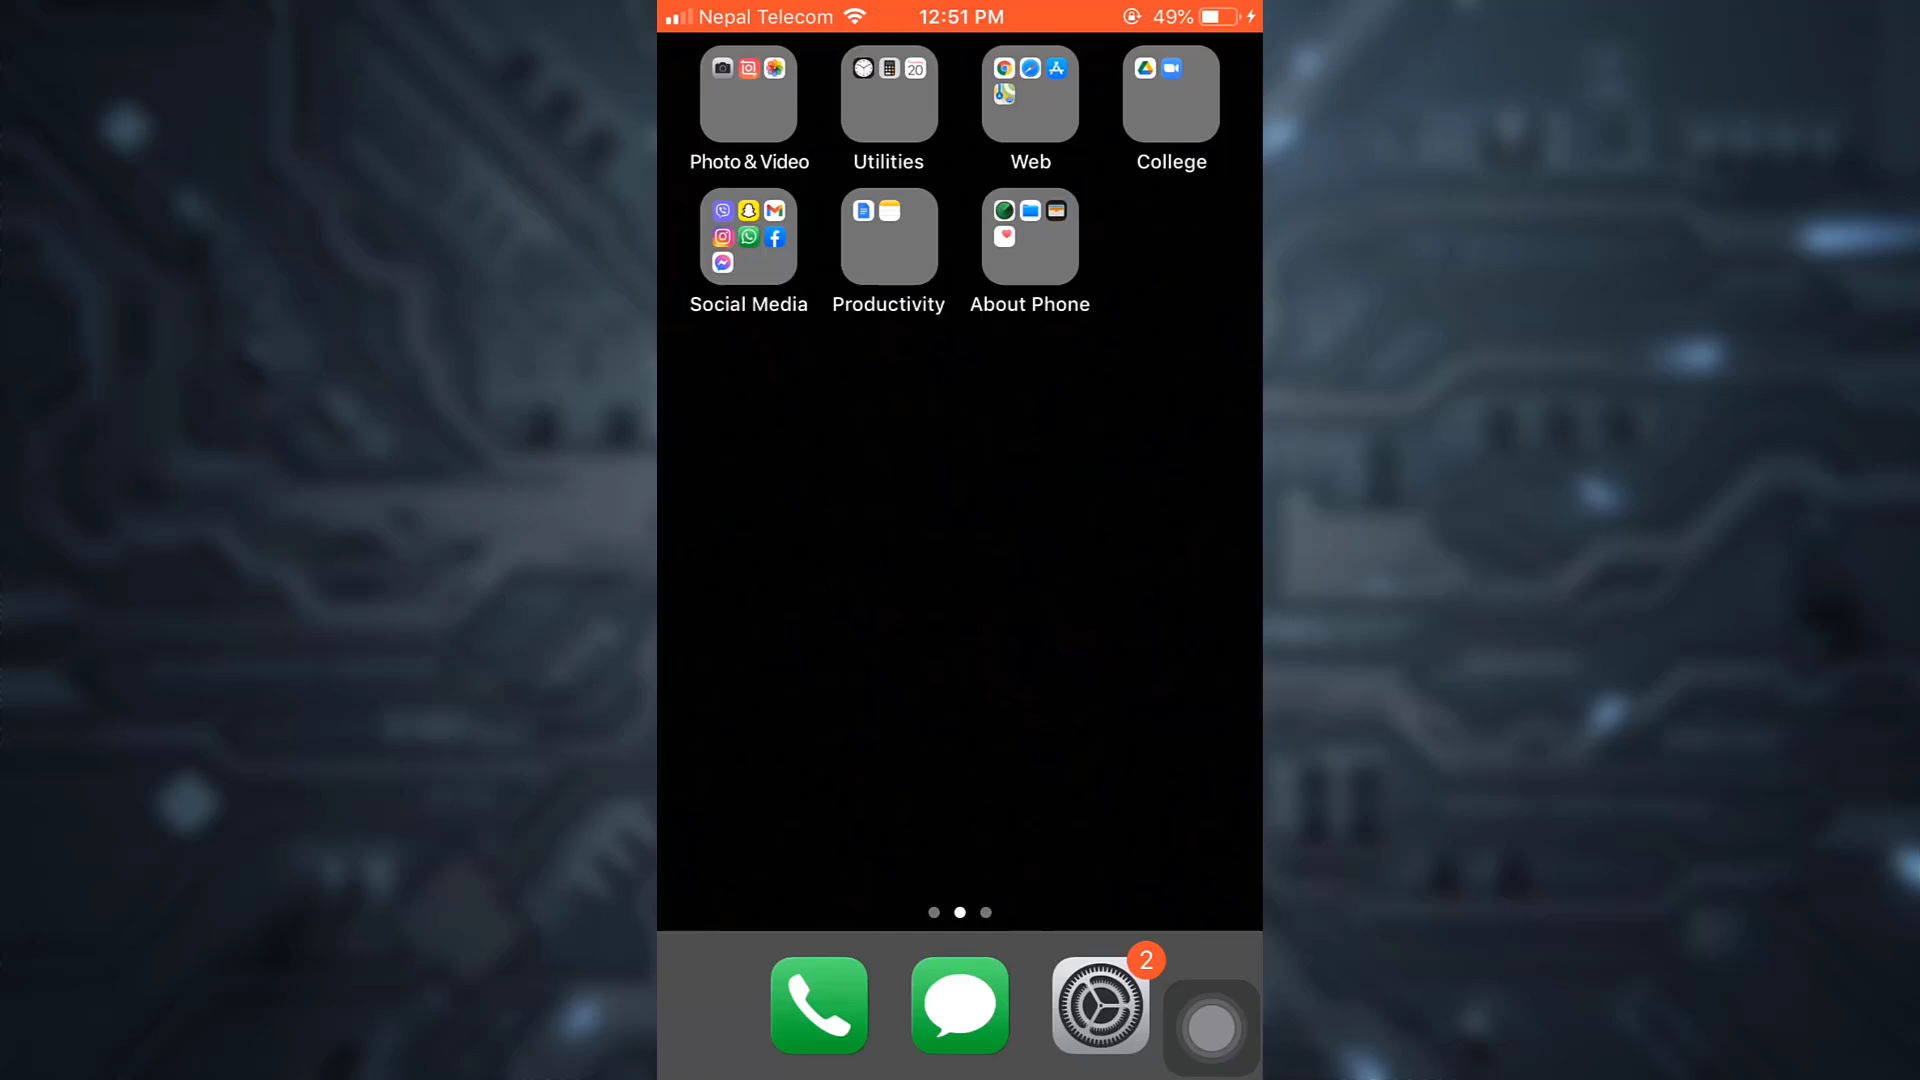 Nepal Telecom 12:51 PM 49%
20
Photo & Video Utilities Web College
Social Media Productivity About Phone
2